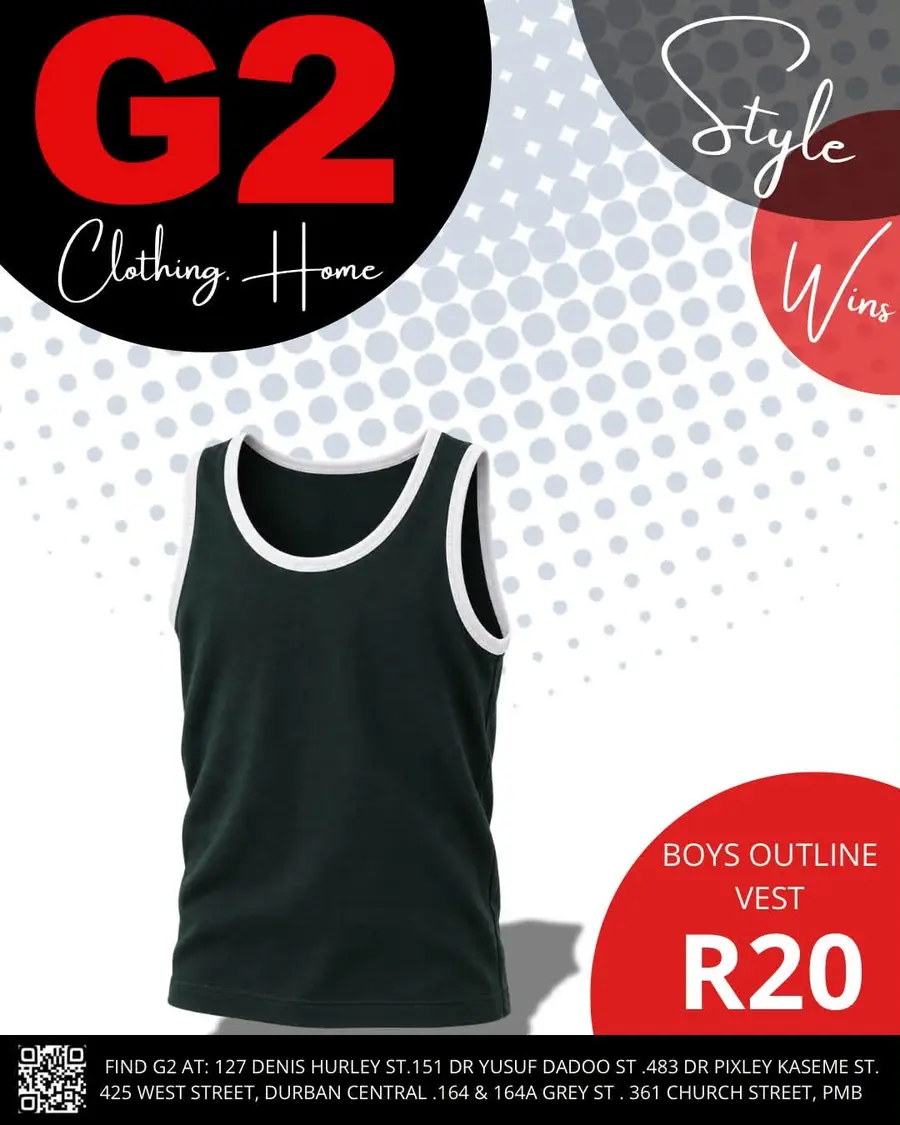 G2
Clothing. Home
Style
Wins
BOYS OUTLINE
VEST
R20
FIND G2 AT: 127 DENIS HURLEY ST.151 DR YUSUF DADOO ST .483 DR PIXLEY KASEME ST.
425 WEST STREET, DURBAN CENTRAL .164 & 164A GREY ST . 361 CHURCH STREET, PMB